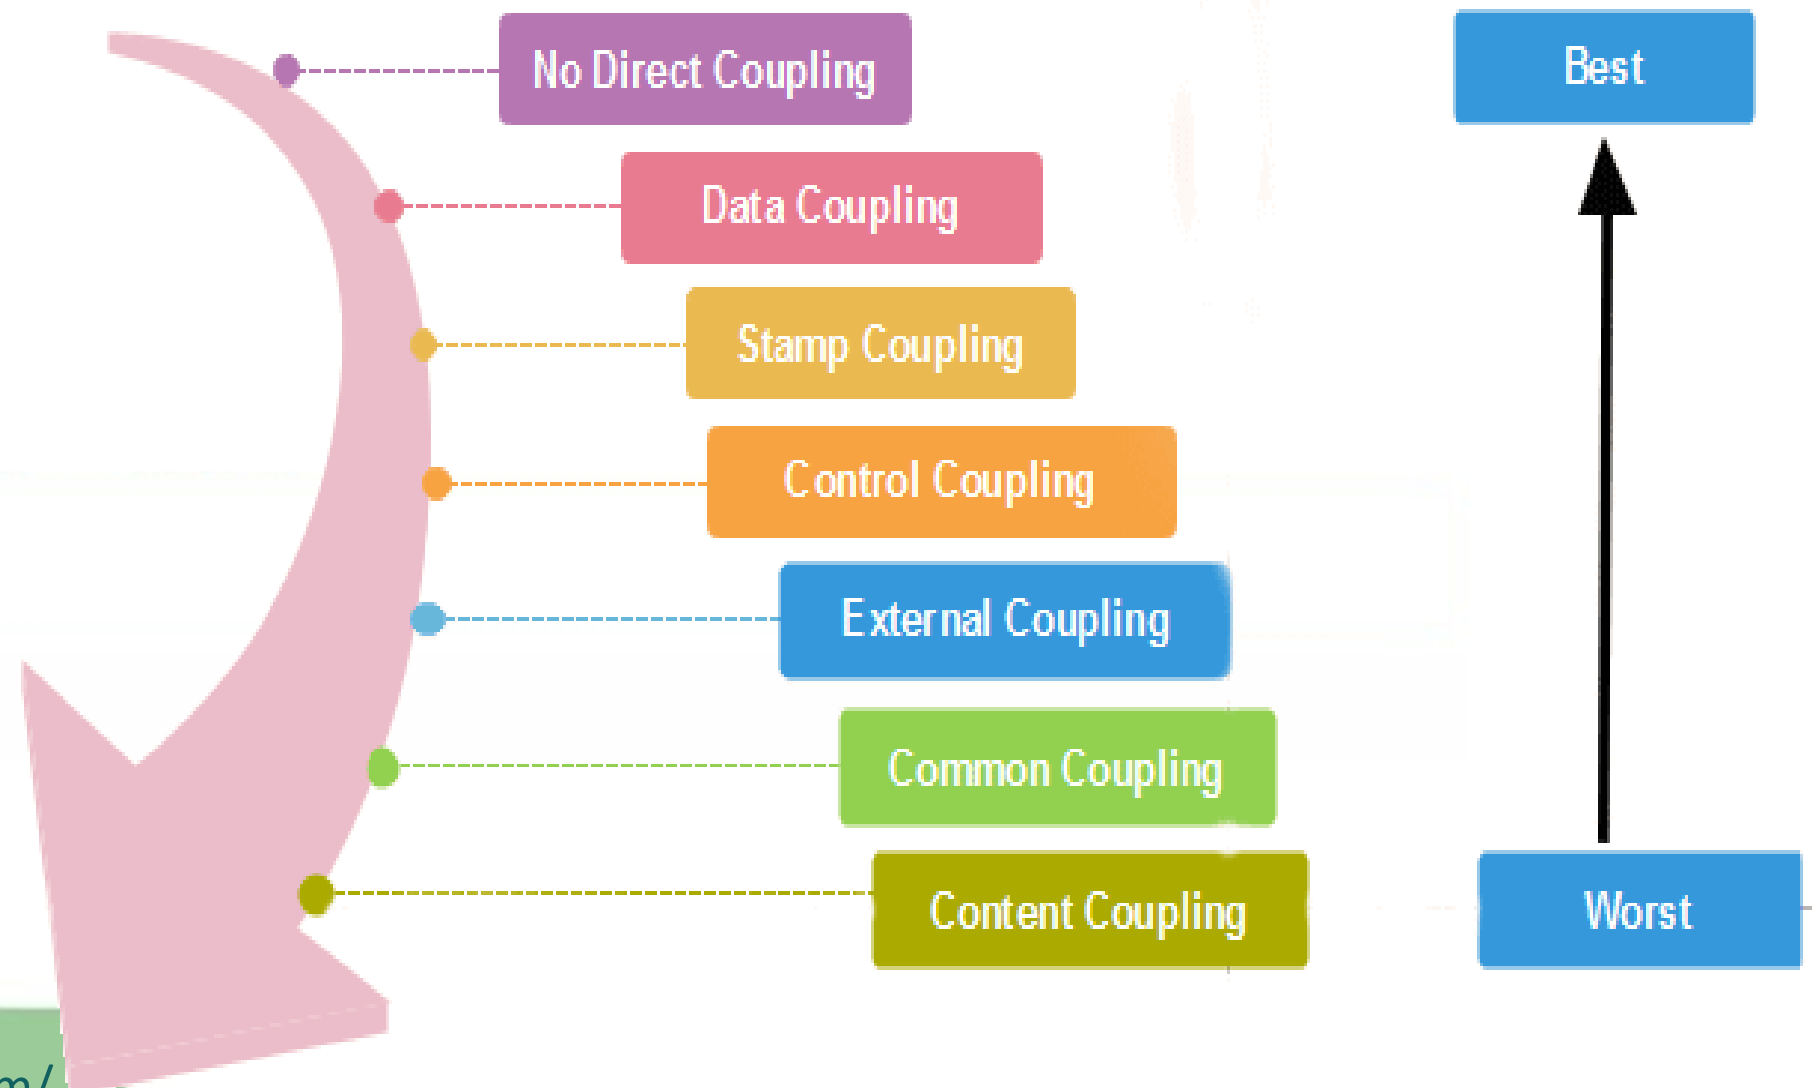 No Direct Coupling
Best
Data Coupling
Stamp Coupling
Control Coupling
External Coupling
Common Coupling
Content Coupling
Worst
m/